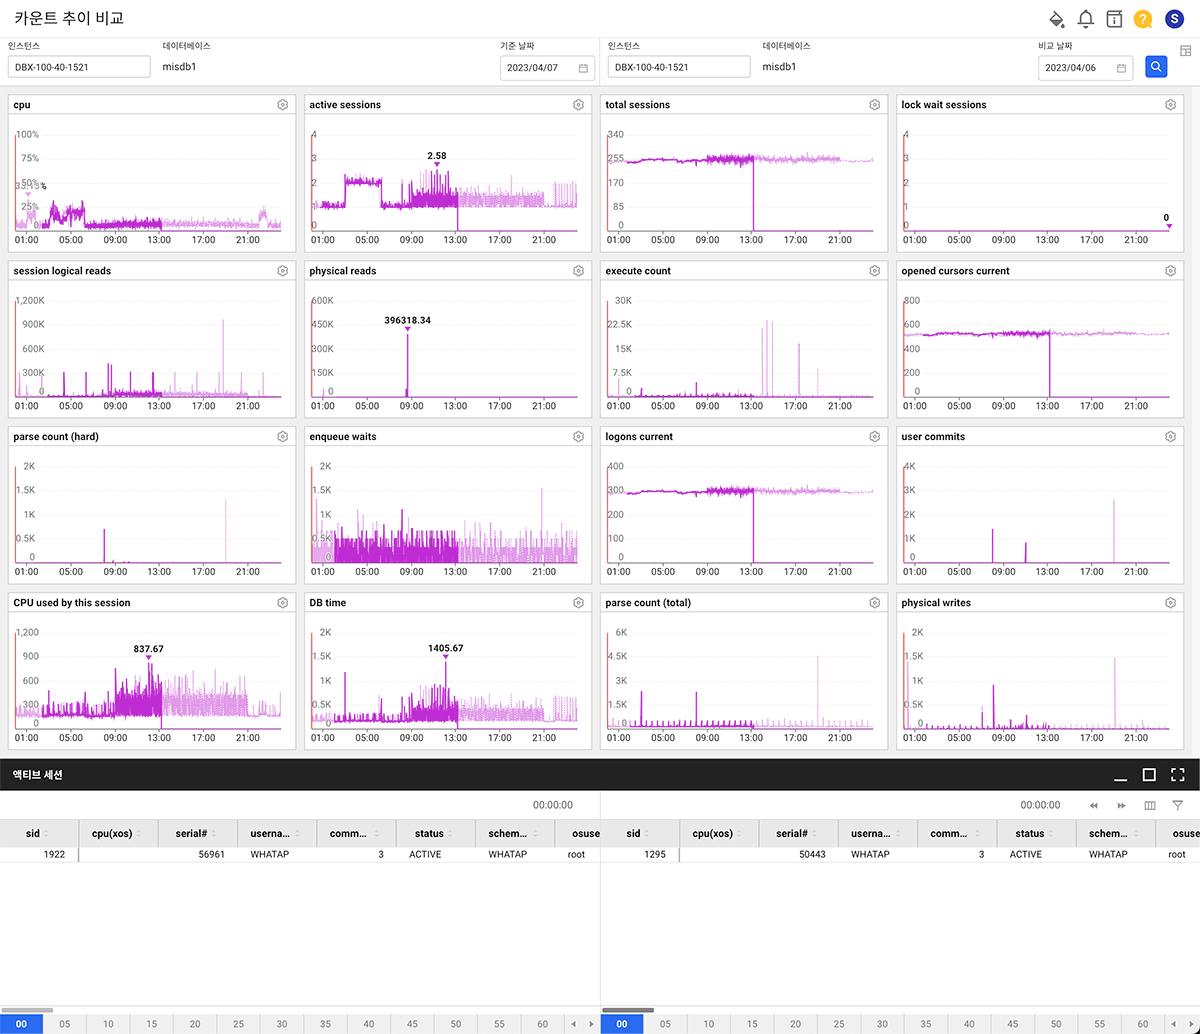 카운트 추이 비교
? S
인스턴스 데이터베이스 기준 날짜 인스턴스 데이터베이스 비교 날짜
DBX-100-40-1521 misdb1 2023/04/07 DBX-100-40-1521 misdb1 2023/04/06
cpu
100%
75%
50%
25%
0
01:00 05:00 09:00 13:00 17:00 21:00
active sessions
4
3
2
1
0
2.58
01:00 05:00 09:00 13:00 17:00 21:00
total sessions
340
255
170
85
0
01:00 05:00 09:00 13:00 17:00 21:00
lock wait sessions
4
3
2
1
0
0
01:00 05:00 09:00 13:00 17:00 21:00
session logical reads
1,200K
900K
600K
300K
0
01:00 05:00 09:00 13:00 17:00 21:00
physical reads
600K
450K
300K
150K
0
396318.34
01:00 05:00 09:00 13:00 17:00 21:00
execute count
30K
22.5K
15K
7.5K
0
01:00 05:00 09:00 13:00 17:00 21:00
opened cursors current
800
600
400
200
0
01:00 05:00 09:00 13:00 17:00 21:00
parse count (hard)
2K
1.5K
1K
0.5K
0
01:00 05:00 09:00 13:00 17:00 21:00
enqueue waits
2K
1.5K
1K
0.5K
0
01:00 05:00 09:00 13:00 17:00 21:00
logons current
400
300
200
100
0
01:00 05:00 09:00 13:00 17:00 21:00
user commits
4K
3K
2K
1K
0
01:00 05:00 09:00 13:00 17:00 21:00
CPU used by this session
1,200
900
600
300
0
837.67
01:00 05:00 09:00 13:00 17:00 21:00
DB time
2K
1.5K
1K
0.5K
0
1405.67
01:00 05:00 09:00 13:00 17:00 21:00
parse count (total)
6K
4.5K
3K
1.5K
0
01:00 05:00 09:00 13:00 17:00 21:00
physical writes
2K
1.5K
1K
0.5K
0
01:00 05:00 09:00 13:00 17:00 21:00
액티브 세션
00:00:00 00:00:00
sid cpu(xos) serial# userna... comm... status schem... osuse sid cpu(xos) serial# userna... comm... status schem... osuse
1922 56961 WHATAP 3 ACTIVE WHATAP root 1295 50443 WHATAP 3 ACTIVE WHATAP root
00 05 10 15 20 25 30 35 40 45 50 55 60 00 05 10 15 20 25 30 35 40 45 50 55 60